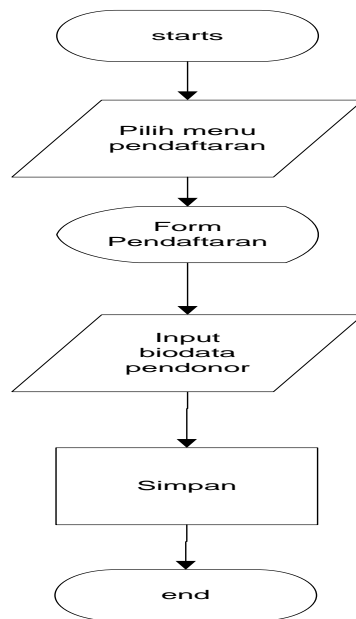 starts
Pilih menu
pendaftaran
Form
Pendaftaran
Input
biodata
pendonor
Simpan
end